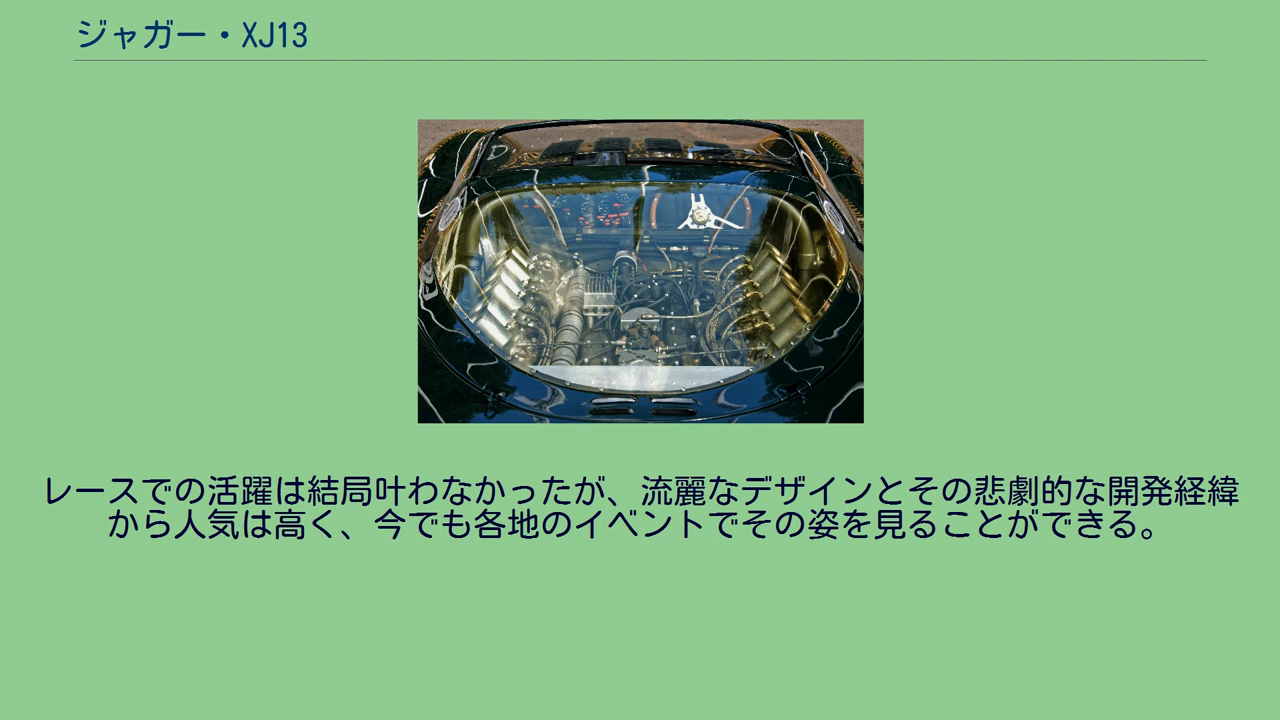 ジャガー・XJ13
レースでの活躍は結局叶わなかったが、流麗なデザインとその悲劇的な開発経緯
から人気は高く、今でも各地のイベントでその姿を見ることができる。